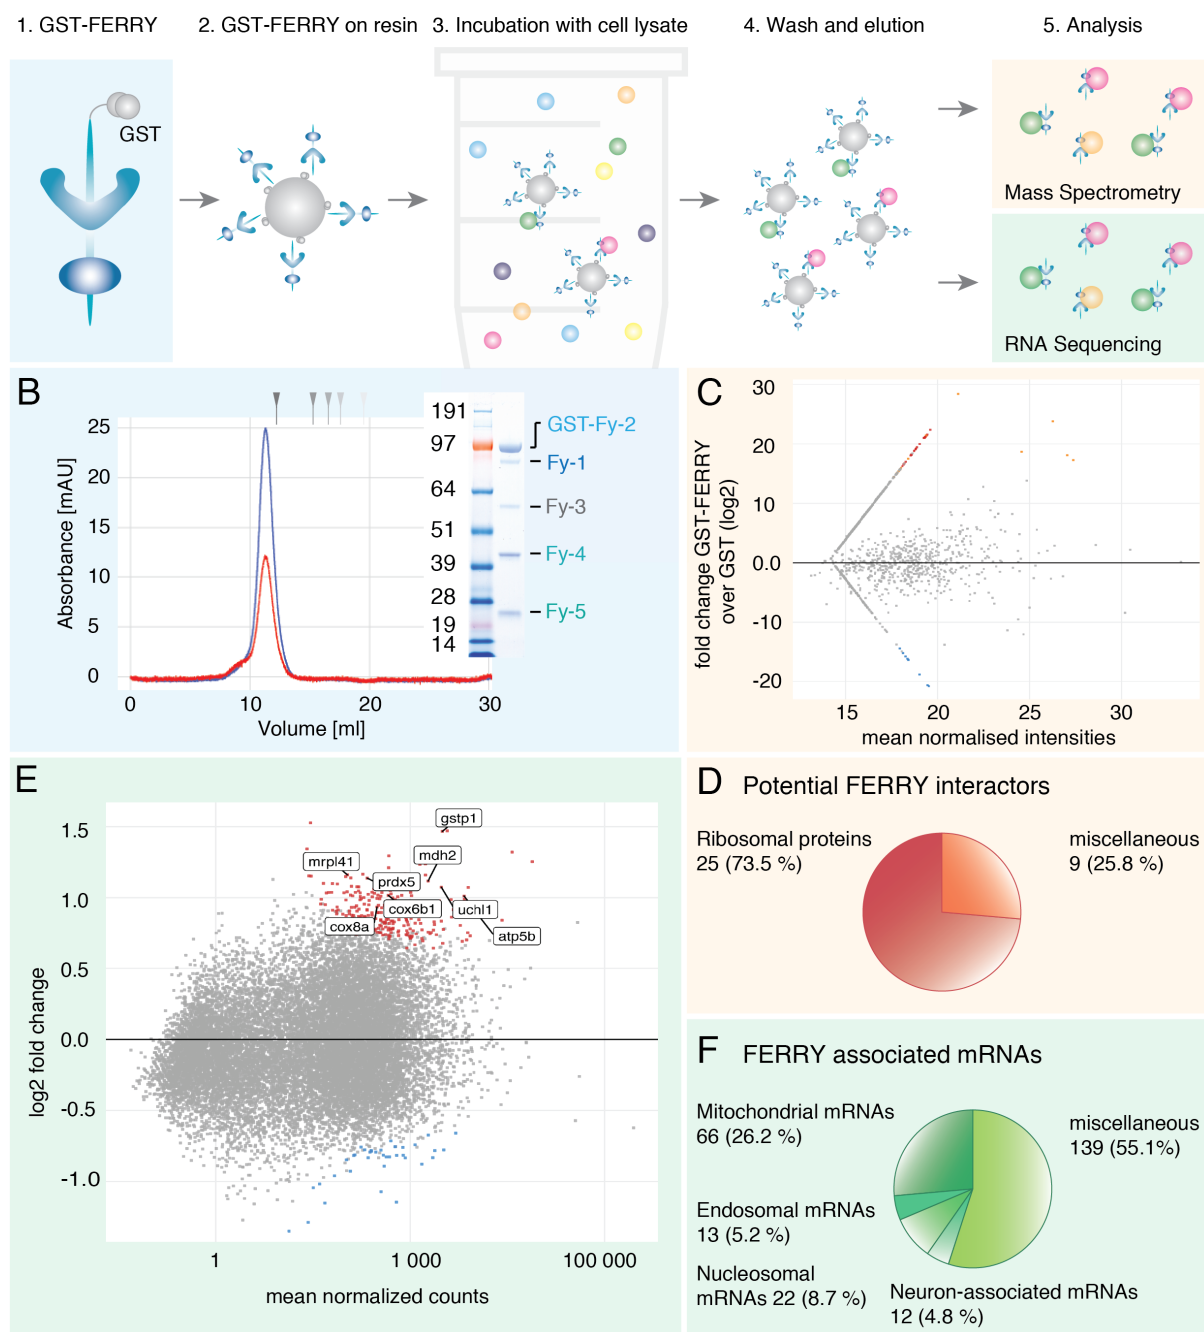 1. GST-FERRY
2. GST-FERRY on resin
3. Incubation with cell lysate
4. Wash and elution
5. Analysis
GST
Mass Spectrometry
RNA Sequencing
B
25
20
15
10
5
0
Absorbance [mAU]
0
10
20
30
Volume [ml]
191
97
64
51
39
28
19
14
GST-Fy-2
Fy-1
Fy-3
Fy-4
Fy-5
C
30
20
10
0.0
-10
-20
fold change GST-FERRY
over GST (log2)
15
20
25
30
mean normalised intensities
D
Potential FERRY interactors
Ribosomal proteins
25 (73.5 %)
miscellaneous
9 (25.8 %)
E
1.5
1.0
0.5
0.0
-0.5
-1.0
log2 fold change
gstp1
mrpl41
mdh2
prdx5
cox6b1
uchl1
cox8a
atp5b
1
1 000
100 000
mean normalized counts
F
FERRY associated mRNAs
Mitochondrial mRNAs
66 (26.2 %)
miscellaneous
139 (55.1%)
Endosomal mRNAs
13 (5.2 %)
Nucleosomal
mRNAs 22 (8.7 %)
Neuron-associated mRNAs
12 (4.8 %)